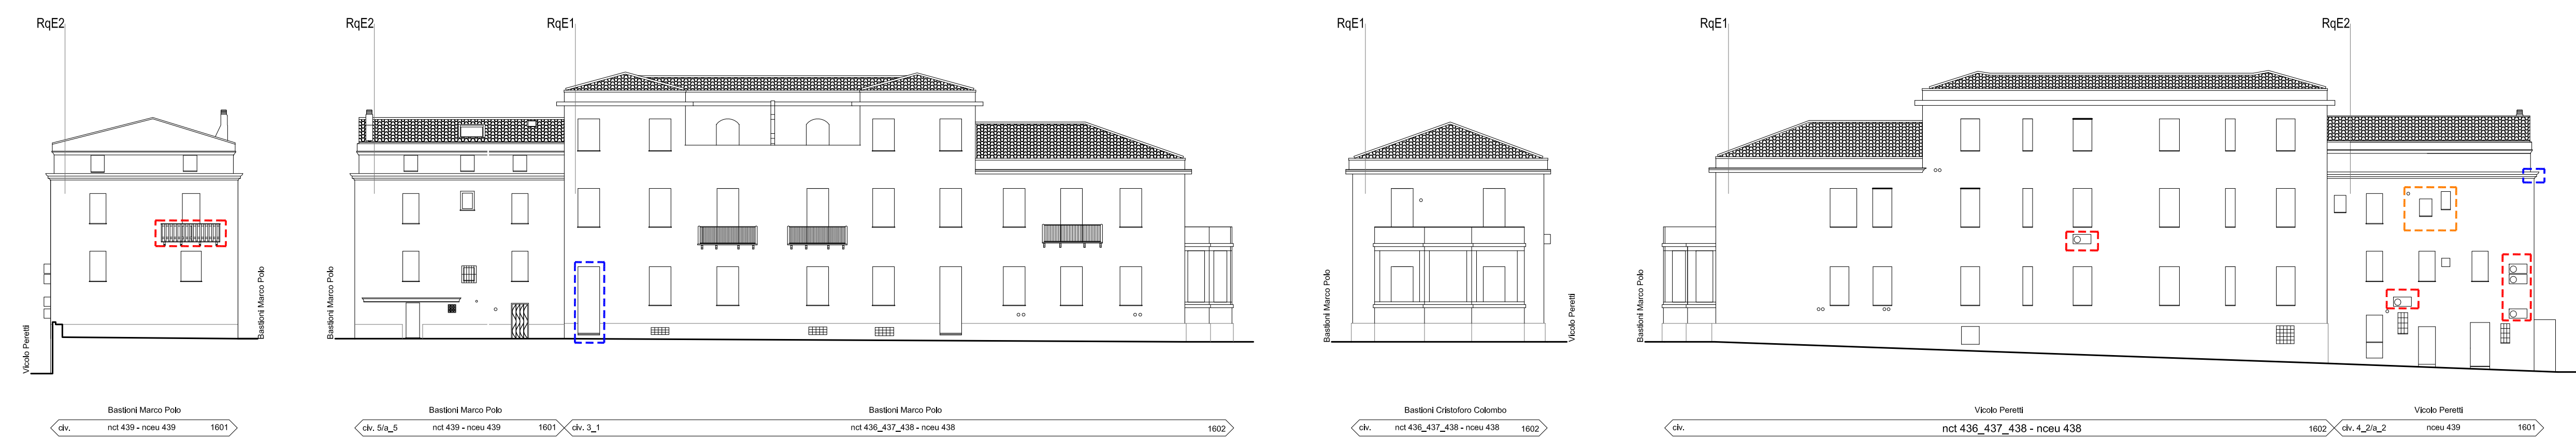 RqE2
RqE2
RqE1
RqE1
RqE1
RqE2
Vicolo Peretti
Bastioni Marco Polo
Bastioni Marco Polo
Bastioni Marco Polo
Vicolo Peretti
Bastioni Marco Polo
Bastioni Marco Polo
civ. nct 439 - nceu 439 1601
Bastioni Marco Polo
civ. 5/a_5 nct 439 - nceu 439 1601
Bastioni Marco Polo
civ. 3_1 nct 436_437_438 - nceu 438 1602
Bastioni Cristoforo Colombo
civ. nct 436_437_438 - nceu 438 1602
Vicolo Peretti
civ. nct 436_437_438 - nceu 438 1602
Vicolo Peretti
civ. 4_2/a_2 nceu 439 1601